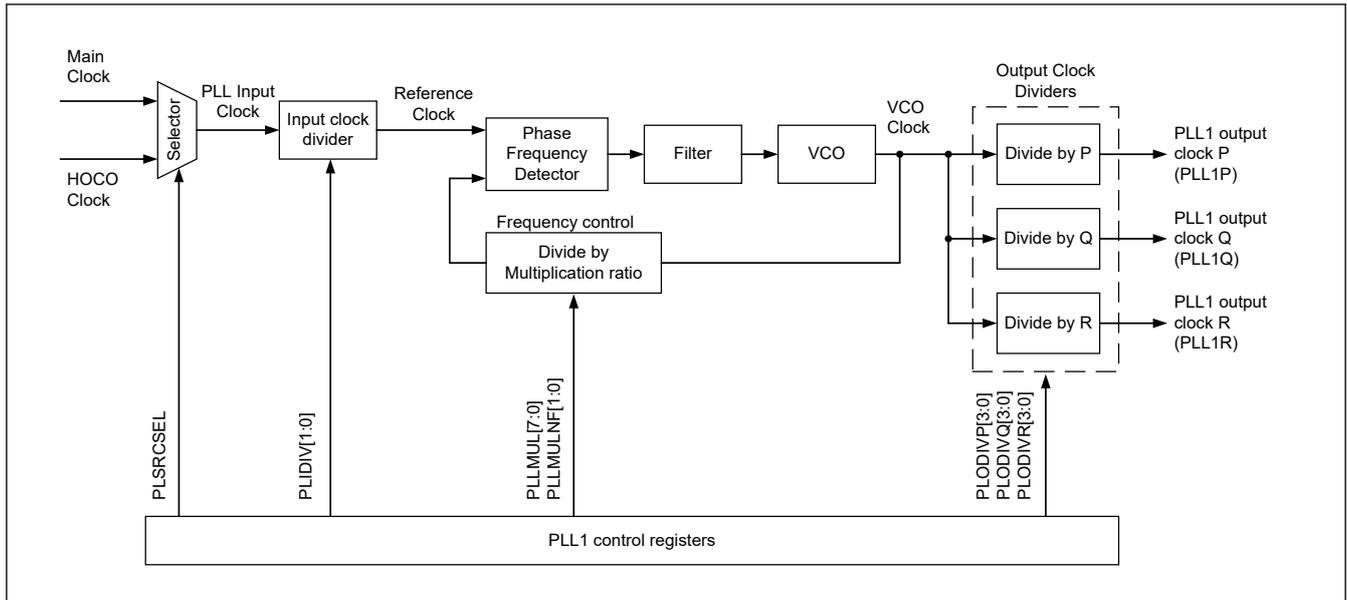 Main
Clock
HOCO
Clock
Selector
PLL Input
Clock
Input clock
divider
Reference
Clock
Phase
Frequency
Detector
Filter
VCO
VCO
Clock
Output Clock
Dividers
Divide by P
Divide by Q
Divide by R
PLL1 output
clock P
(PLL1P)
PLL1 output
clock Q
(PLL1Q)
PLL1 output
clock R
(PLL1R)
Frequency control
Divide by
Multiplication ratio
PLSRCSEL
PLIDIV[1:0]
PLLMUL[7:0]
PLLMULNF[1:0]
PLODIVP[3:0]
PLODIVQ[3:0]
PLODIVR[3:0]
PLL1 control registers